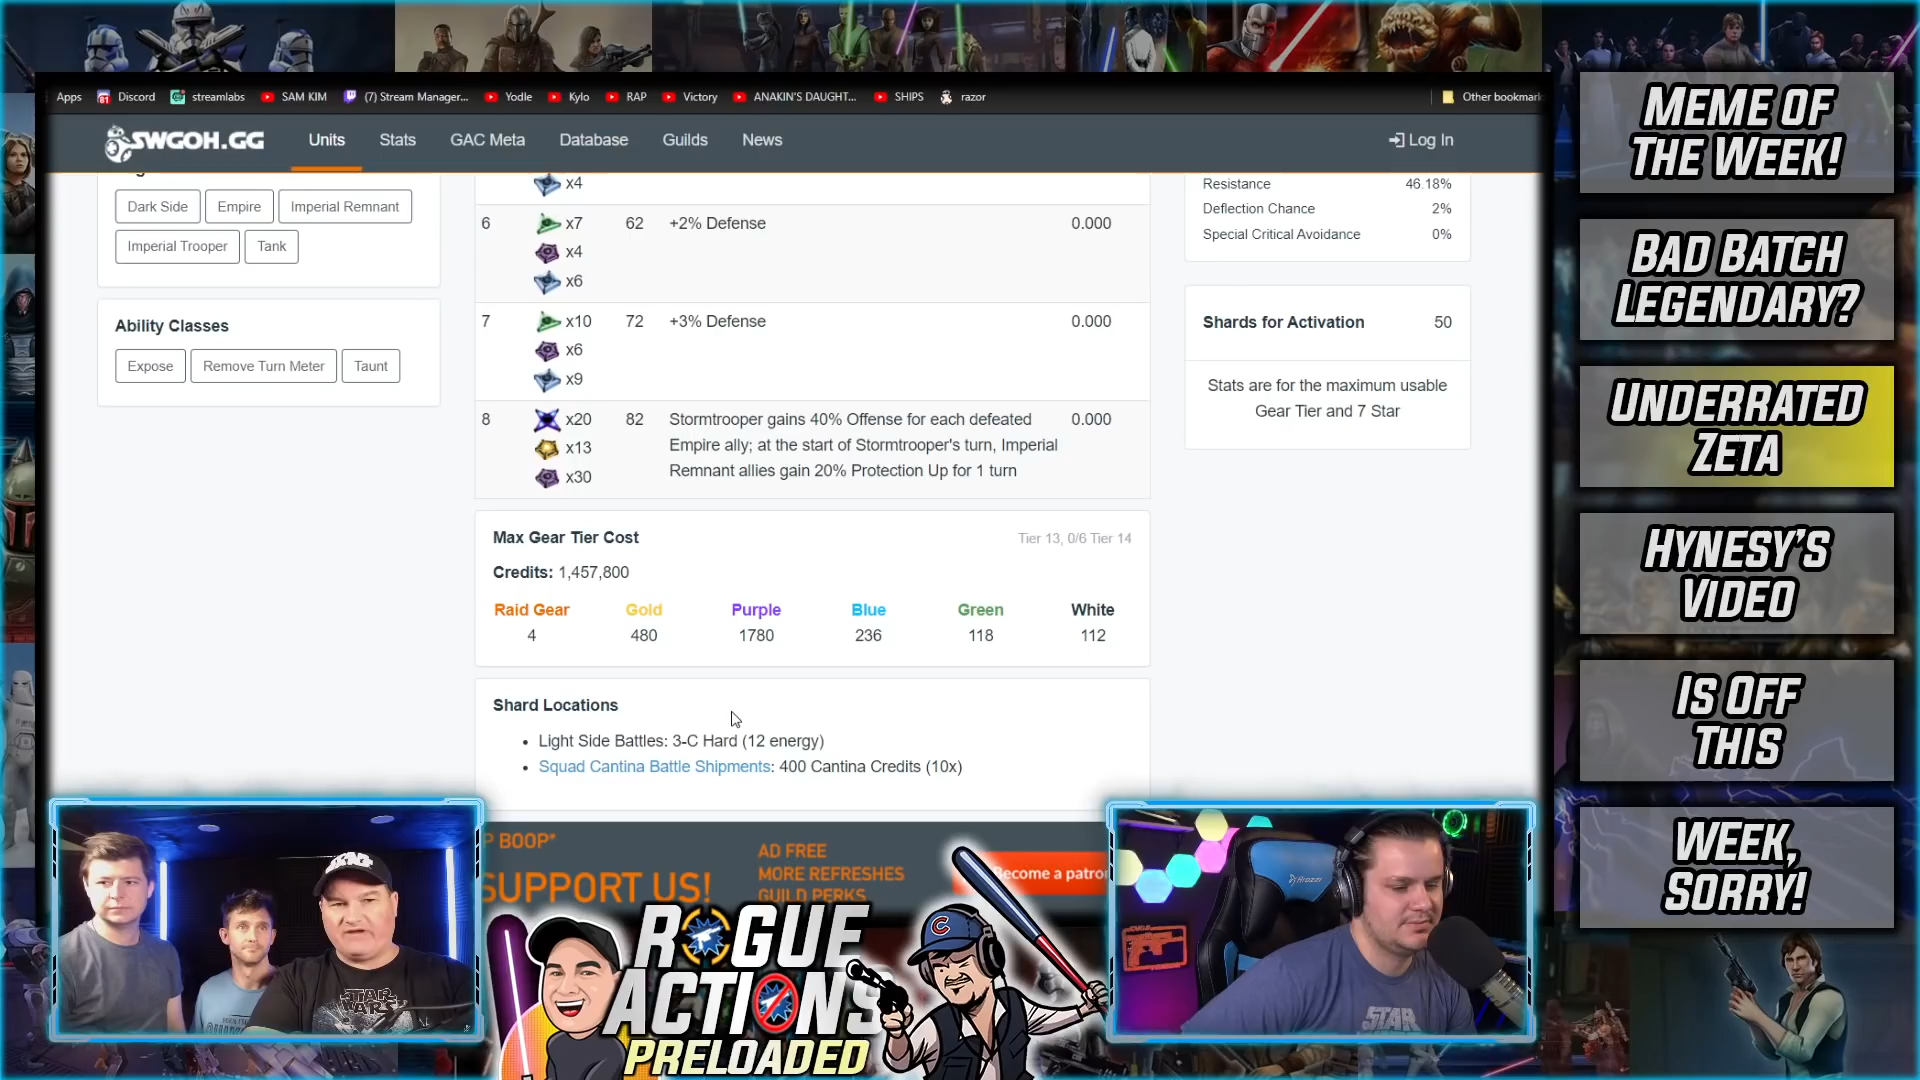 Apps
Discord
streamlabs
SAM KIM
(7) Stream Manager...
Yodle
Kylo
RAP
Victory
ANAKIN'S DAUGHT...
SHIPS
razor
Other bookmark
SWGOH.GG
Units
Stats
GAC Meta
Database
Guilds
News
Log In
Dark Side
Empire
Imperial Remnant
Imperial Trooper
Tank
Ability Classes
Expose
Remove Turn Meter
Taunt
x4
6
x7
62
+2% Defense
0.000
x4
x6
7
x10
72
+3% Defense
0.000
x6
x9
8
x20
82
Stormtrooper gains 40% Offense for each defeated
0.000
x13
Empire ally; at the start of Stormtrooper's turn, Imperial
x30
Remnant allies gain 20% Protection Up for 1 turn
Max Gear Tier Cost
Tier 13, 0/6 Tier 14
Credits: 1,457,800
Raid Gear
Gold
Purple
Blue
Green
White
4
480
1780
236
118
112
Shard Locations
Light Side Battles: 3-C Hard (12 energy)
Squad Cantina Battle Shipments: 400 Cantina Credits (10x)
Resistance
46.18%
Deflection Chance
2%
Special Critical Avoidance
0%
Shards for Activation
50
Stats are for the maximum usable
Gear Tier and 7 Star
P BOOP*
SUPPORT US!
AD FREE
MORE REFRESHES
GUILD PERKS
Become a patro
ROGUE
ACTIONS
PRELOADED
C
STAR
WARS
STAR
MEME OF
THE WEEK!
BAD BATCH
LEGENDARY?
UNDERRATED
ZETA
HYNESY'S
VIDEO
IS OFF
THIS
WEEK,
SORRY!